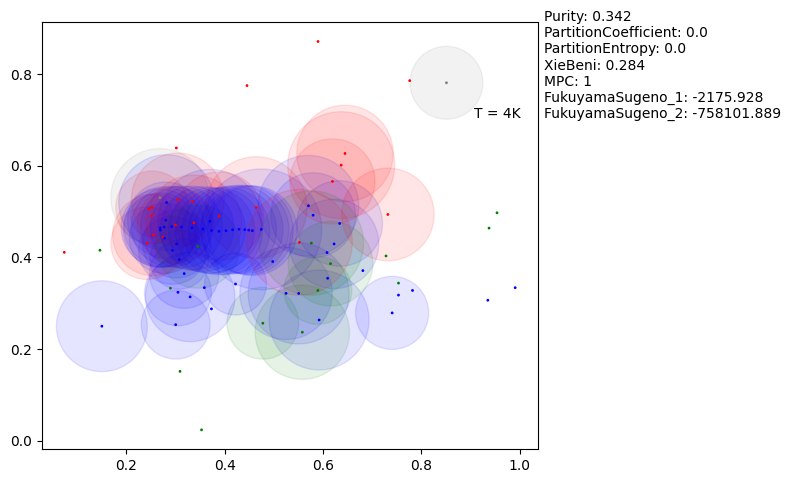 Purity: 0.342
PartitionCoefficient: 0.0
PartitionEntropy: 0.0
XieBeni: 0.284
MPC: 1
FukuyamaSugeno_1: -2175.928
FukuyamaSugeno_2: -758101.889
T = 4K
0.8
0.6
0.4
0.2
0.0
0.2
0.4
0.6
0.8
1.0